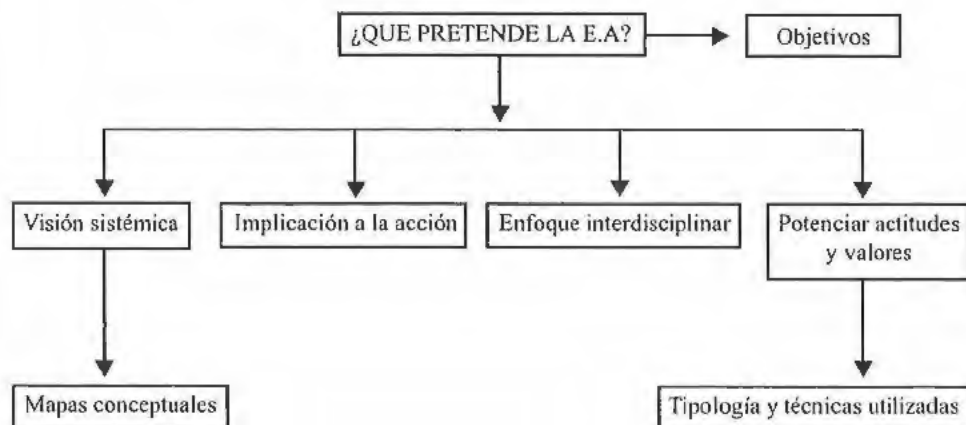 ¿QUE PRETENDE LA E.A?
Objetivos
Visión sistémica
Implicación a la acción
Enfoque interdisciplinar
Potenciar actitudes
y valores
Mapas conceptuales
Tipología y técnicas utilizadas